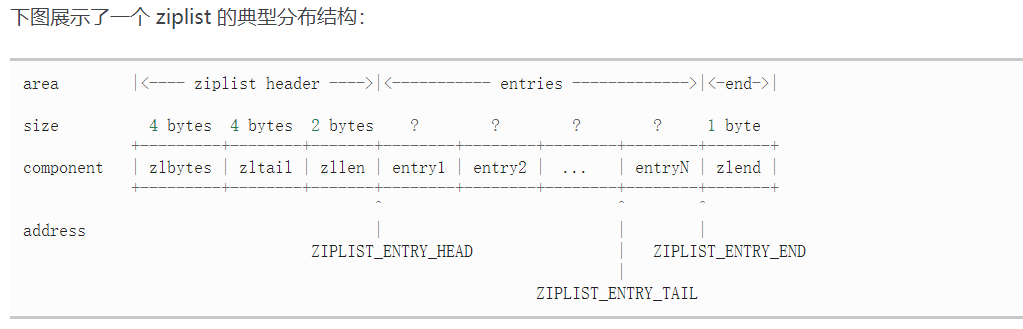 下图展示了一个 ziplist 的典型分布结构：
area |<---- ziplist header ---->|<----------- entries ------------->|<-end->|
size 4 bytes 4 bytes 2 bytes ? ? ? ? 1 byte
+---------+--------+-------+--------+--------+--------+--------+-------+
component | zlbytes | zltail | zllen | entry1 | entry2 | ... | entryN | zlend |
+---------+--------+-------+--------+--------+--------+--------+-------+
^ ^ ^
address | | |
ZIPLIST_ENTRY_HEAD | ZIPLIST_ENTRY_END
|
ZIPLIST_ENTRY_TAIL